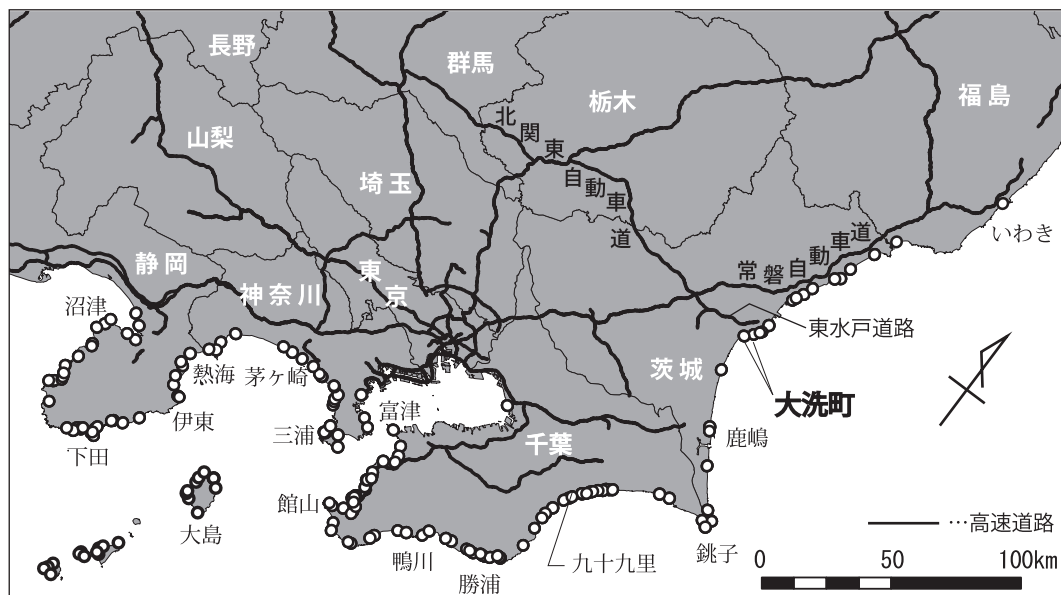 長野
群馬
栃木
福島
山梨
埼玉
北関東自動車道
静岡
神奈川
東京
常磐自動車道
いわき
沼津
東水戸道路
熱海
茅ヶ崎
茨城
大洗町
伊東
富津
三浦
下田
千葉
鹿嶋
館山
大島
鴨川
勝浦
九十九里
銚子
…高速道路
0 50 100km